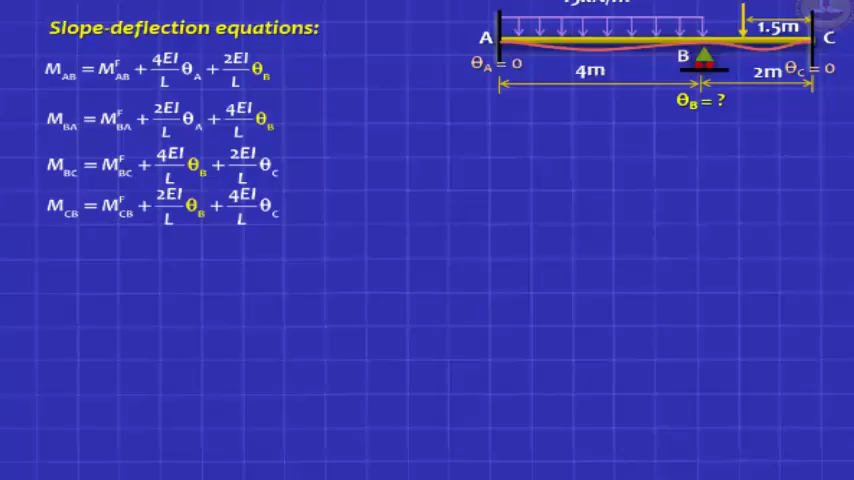 Slope-deflection equations:
M_AB = M^F_AB + 4EI/L θ_A + 2EI/L θ_B
M_BA = M^F_BA + 2EI/L θ_A + 4EI/L θ_B
M_BC = M^F_BC + 4EI/L θ_B + 2EI/L θ_C
M_CB = M^F_CB + 2EI/L θ_B + 4EI/L θ_C
1.5m
A
B
C
θ_A = 0
4m
2m
θ_C = 0
θ_B = ?